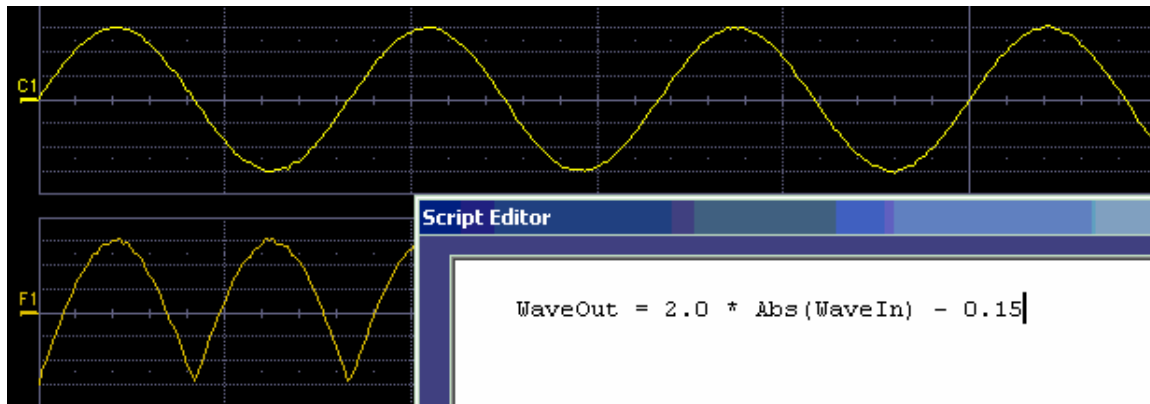 C1
Script Editor
F1
WaveOut = 2.0 * Abs(WaveIn) - 0.15